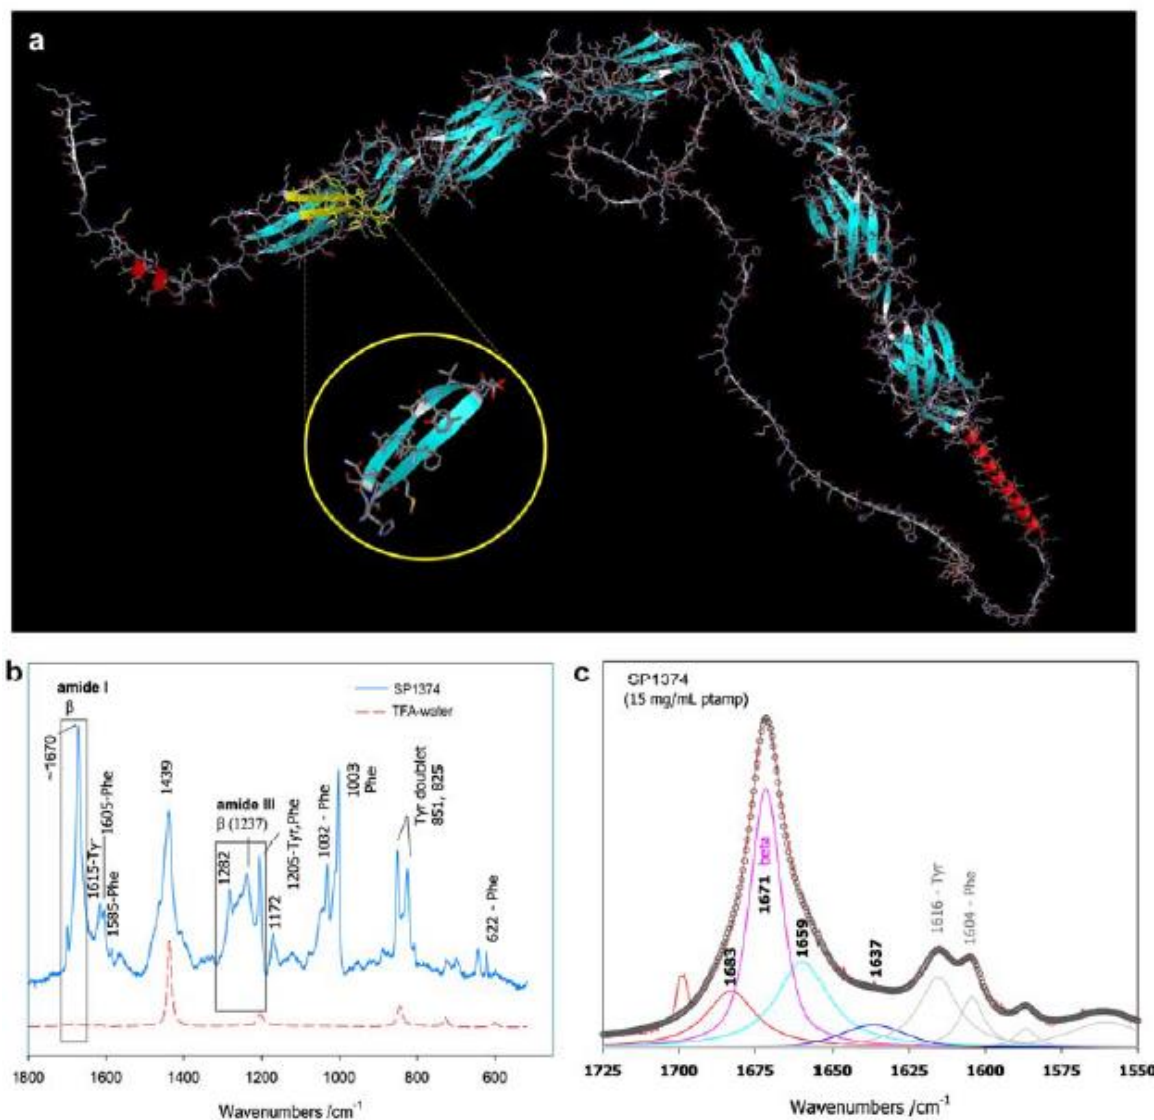 a
b
amide I
β
~1670
1615-Tyr
1605-Phe
1585-Phe
1439
amide III
β (1237)
1282
1205-Tyr,Phe
1172
1032 - Phe
1003
Phe
Tyr doublet
851, 825
622 - Phe
SP1374
TFA-water
1800 1600 1400 1200 1000 800 600
Wavenumbers /cm⁻¹
c
SP1374
(15 mg/mL ptamp)
1683
1671 beta
1659
1637
1616 - Tyr
1604 - Phe
1725 1700 1675 1650 1625 1600 1575 1550
Wavenumbers/cm⁻¹